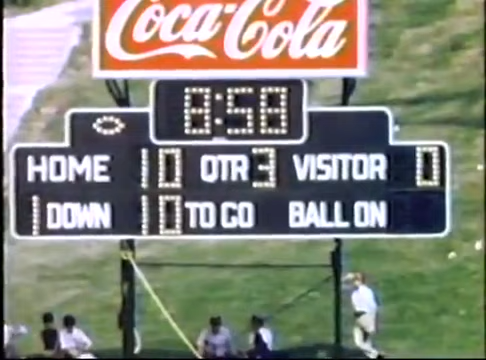 Coca-Cola
8:58
HOME 10 QTR 3 VISITOR 0
1 DOWN 10 TO GO BALL ON